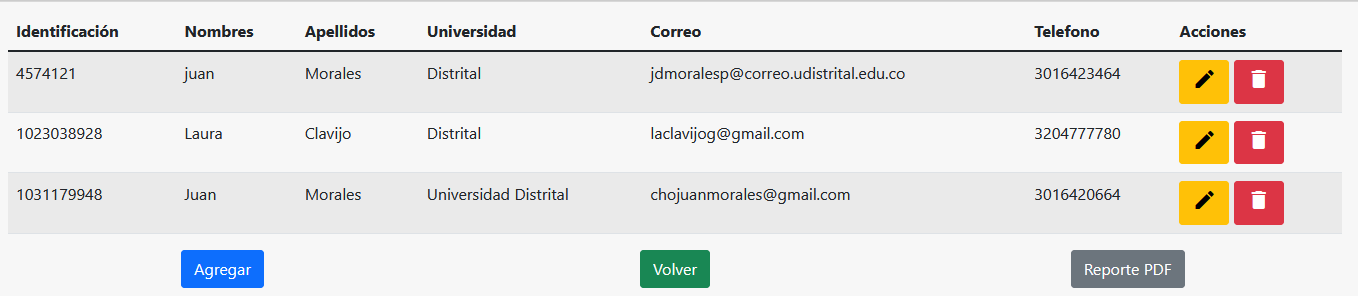 Identificación Nombres Apellidos Universidad Correo Telefono Acciones
4574121 juan Morales Distrital jdmoralesp@correo.udistrital.edu.co 3016423464
1023038928 Laura Clavijo Distrital laclavijog@gmail.com 3204777780
1031179948 Juan Morales Universidad Distrital chojuanmorales@gmail.com 3016420664
Agregar Volver Reporte PDF